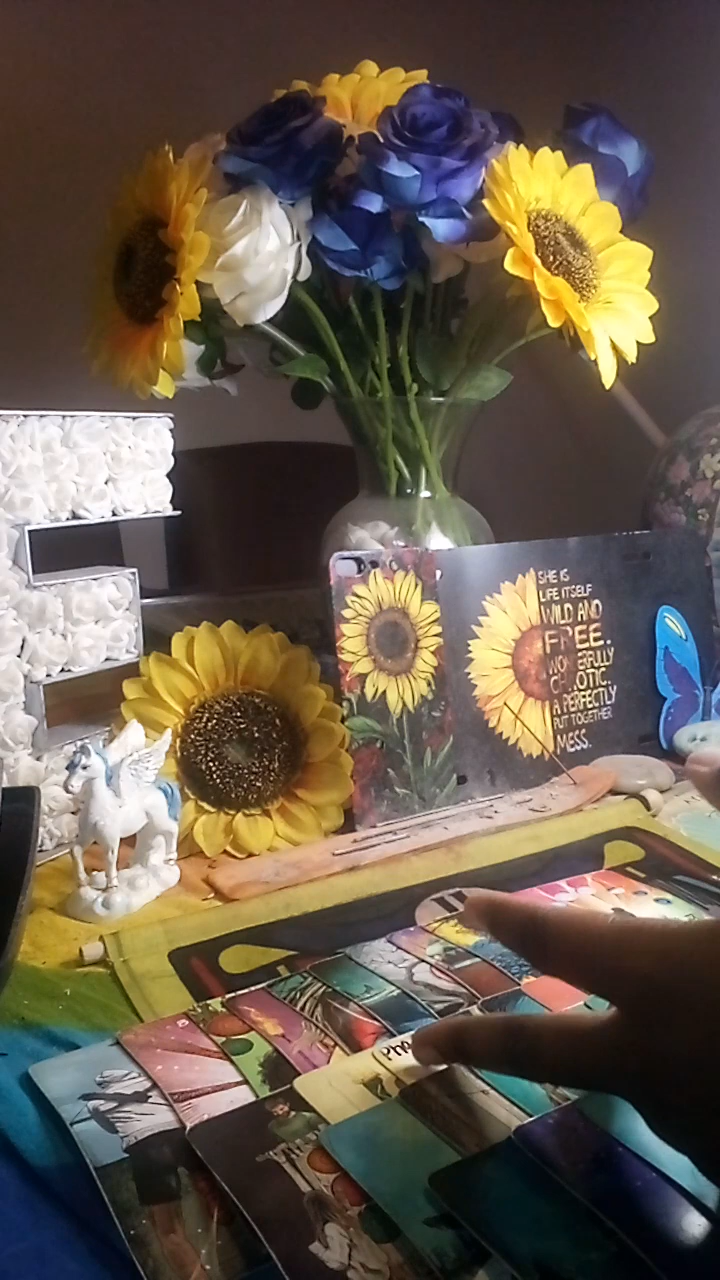 SHE IS
LIFE ITSELF
WILD AND
FREE.
WONDERFULLY
CHAOTIC.
A PERFECTLY
PUT TOGETHER
MESS.